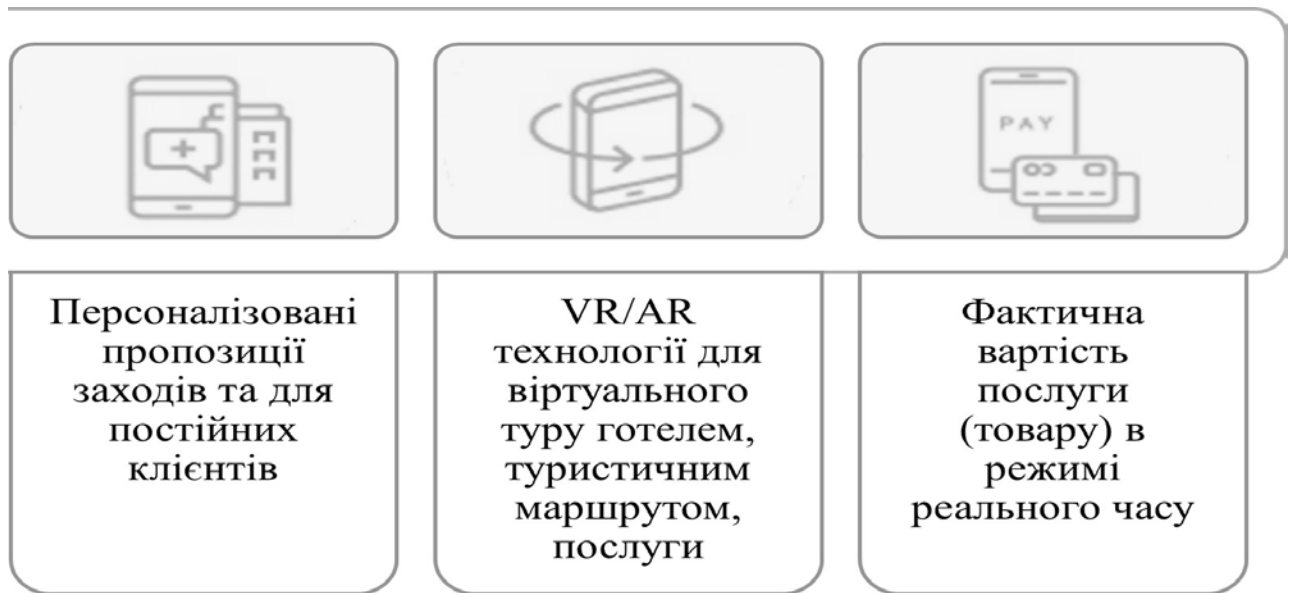 PAY
Персоналізовані
пропозиції
заходів та для
постійних
клієнтів
VR/AR
технології для
віртуального
туру готелем,
туристичним
маршрутом,
послуги
Фактична
вартість
послуги
(товару) в
режимі
реального часу